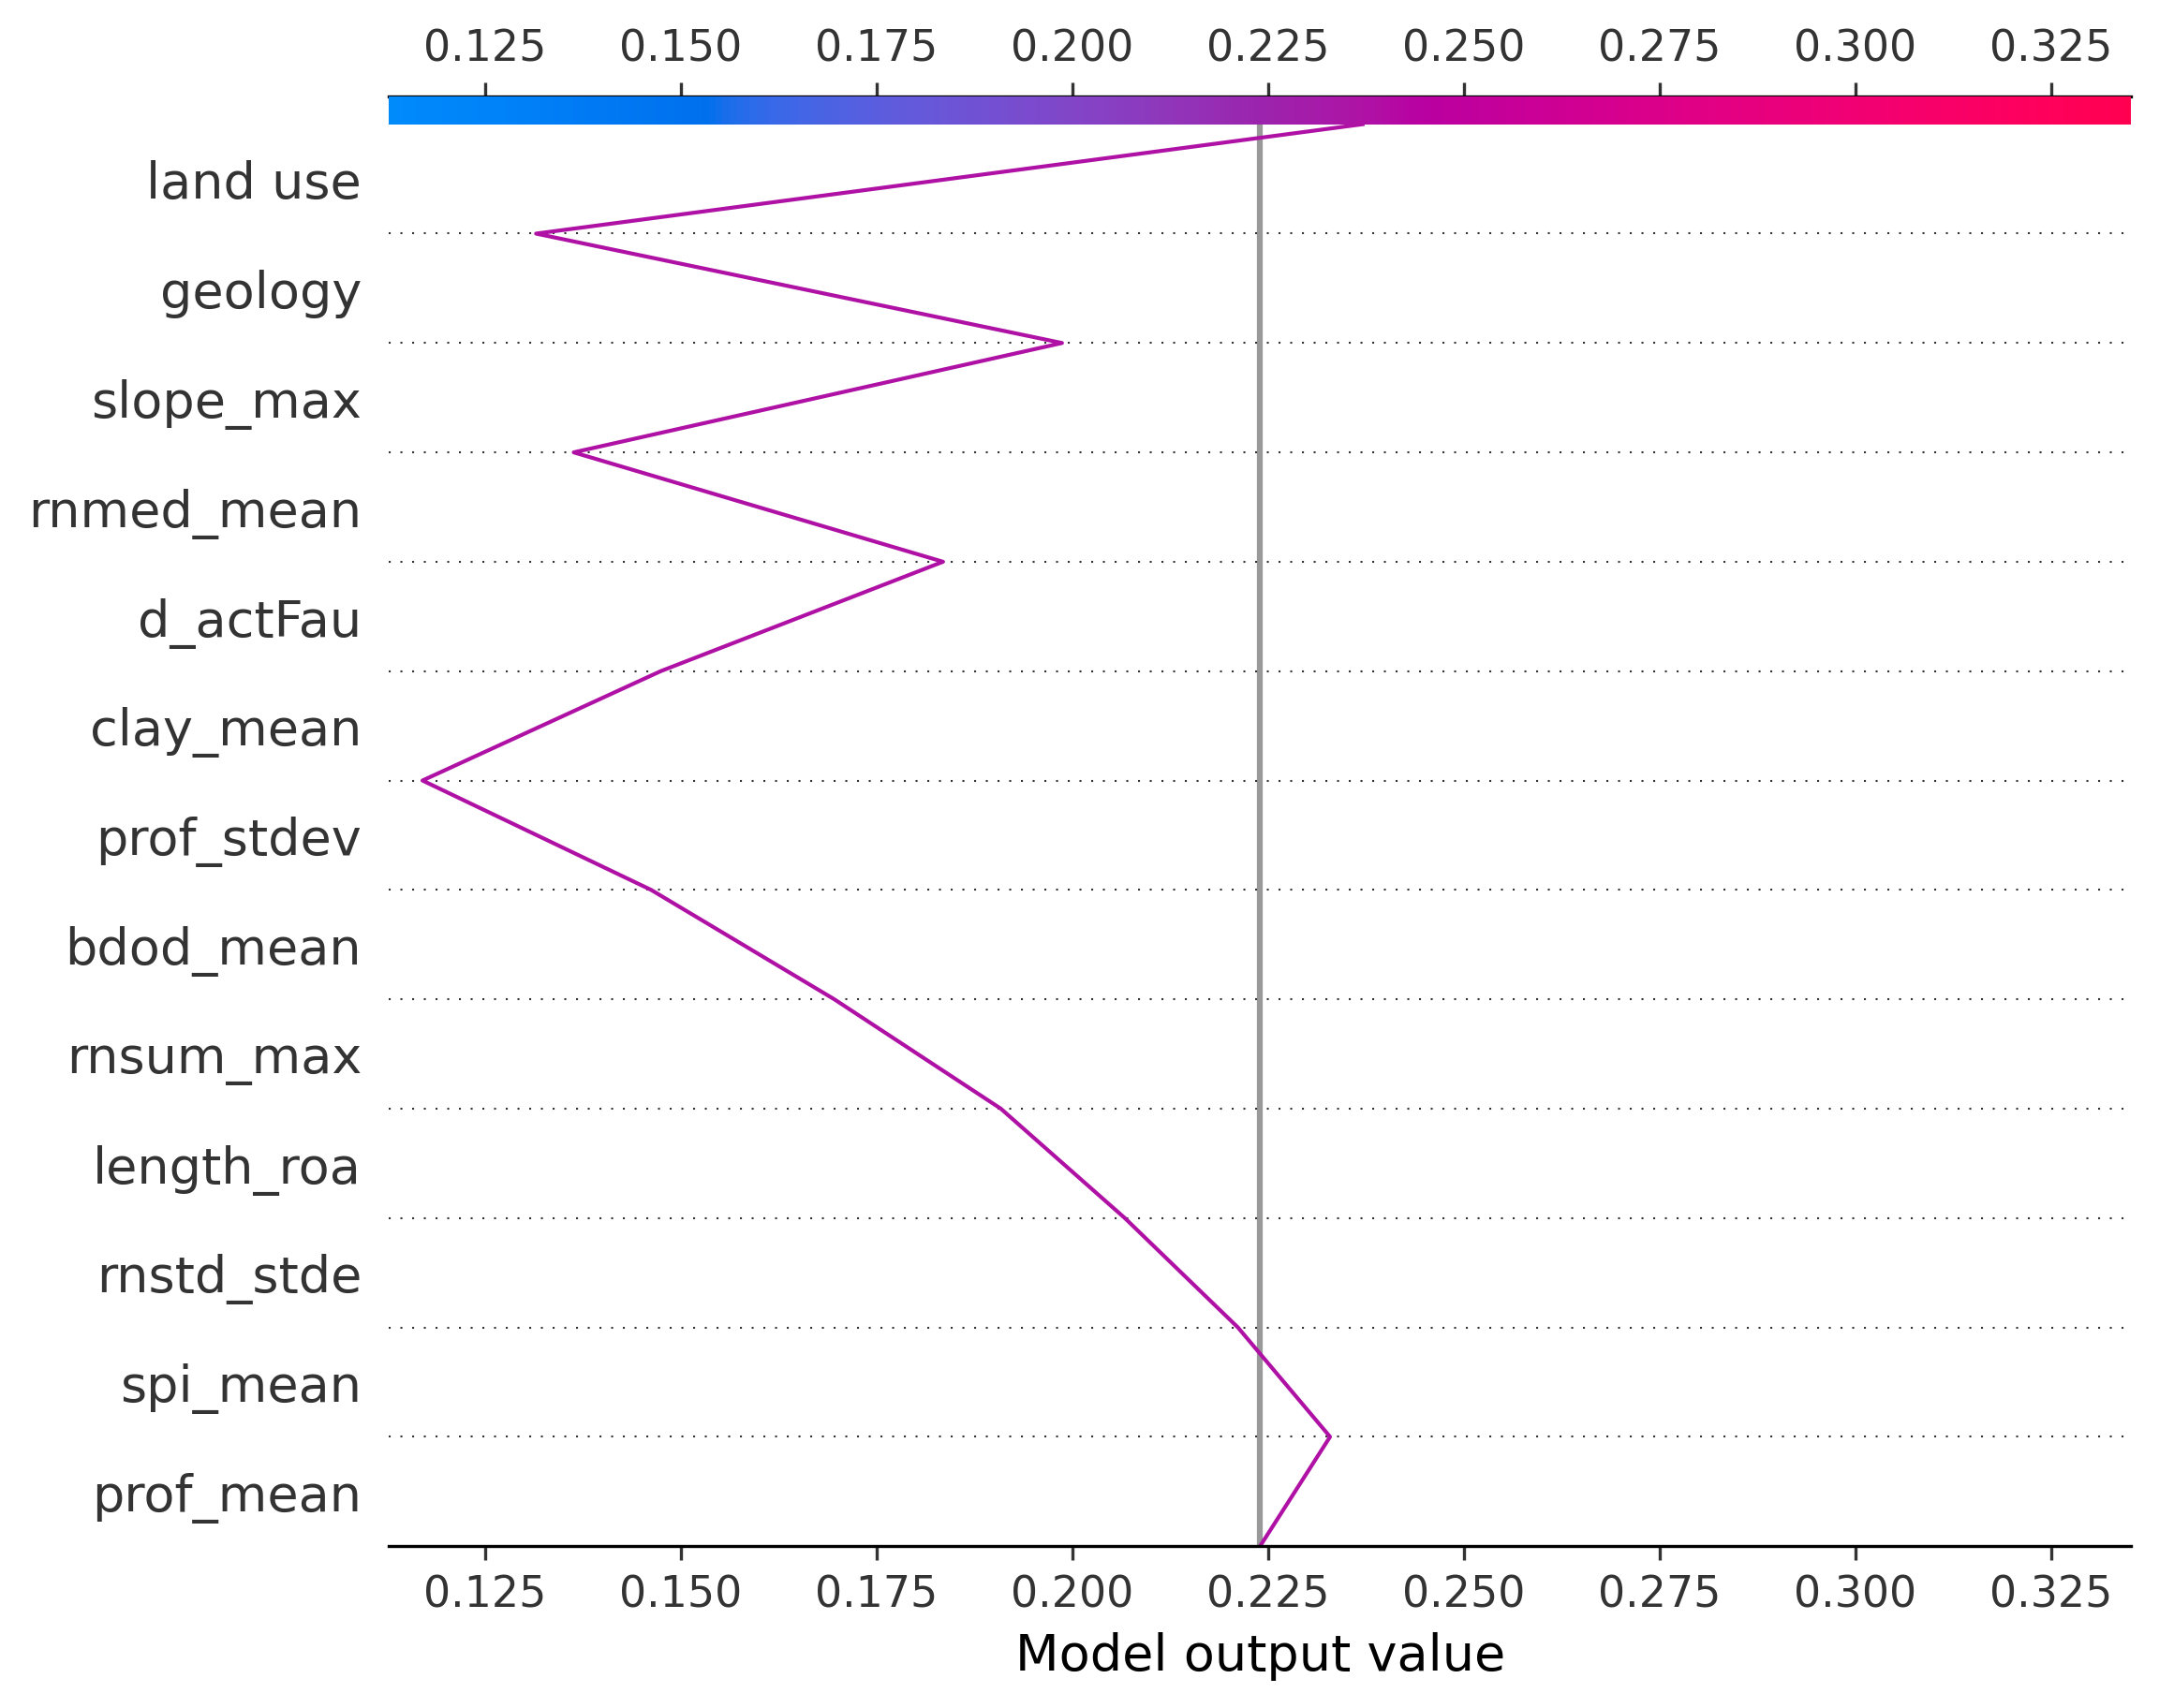 0.125 0.150 0.175 0.200 0.225 0.250 0.275 0.300 0.325
land use
geology
slope_max
rnmed_mean
d_actFau
clay_mean
prof_stdev
bdod_mean
rnsum_max
length_roa
rnstd_stde
spi_mean
prof_mean
0.125 0.150 0.175 0.200 0.225 0.250 0.275 0.300 0.325
Model output value